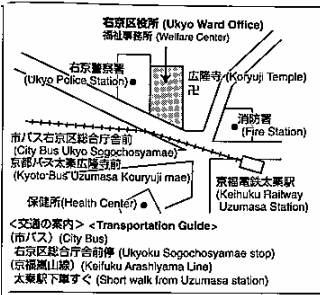 右京区役所 (Ukyo Ward Office)
福祉事務所 (Welfare Center)
右京警察署
(Ukyo Police Station)
広隆寺 (Koryuji Temple)
卍
消防署
(Fire Station)
市バス右京区総合庁舎前
(City Bus Ukyo Sogochosyamae)
京都バス太秦広隆寺前
(Kyoto Bus Uzumasa Kouryuji mae)
京福電鉄太秦駅
(Keihuku Railway
Uzumasa Station)
保健所(Health Center)
<交通の案内> <Transportation Guide>
(市バス) (City Bus)
右京区総合庁舎前停 (Ukyoku Sogochosyamae stop)
(京福嵐山線) (Keifuku Arashiyama Line)
太秦駅下車すぐ (Short walk from Uzumasa station)